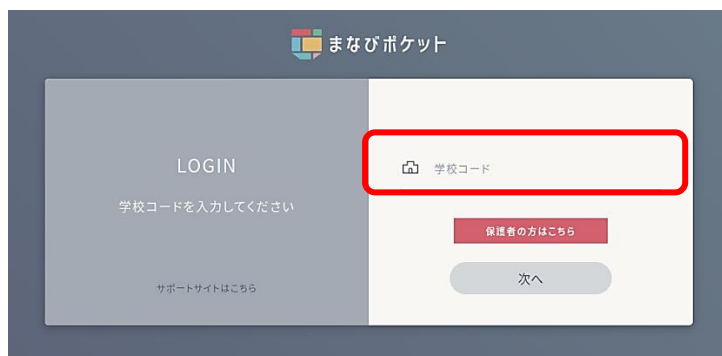 まなびポケット
LOGIN
学校コードを入力してください
サポートサイトはこちら
学校コード
保護者の方はこちら
次へ